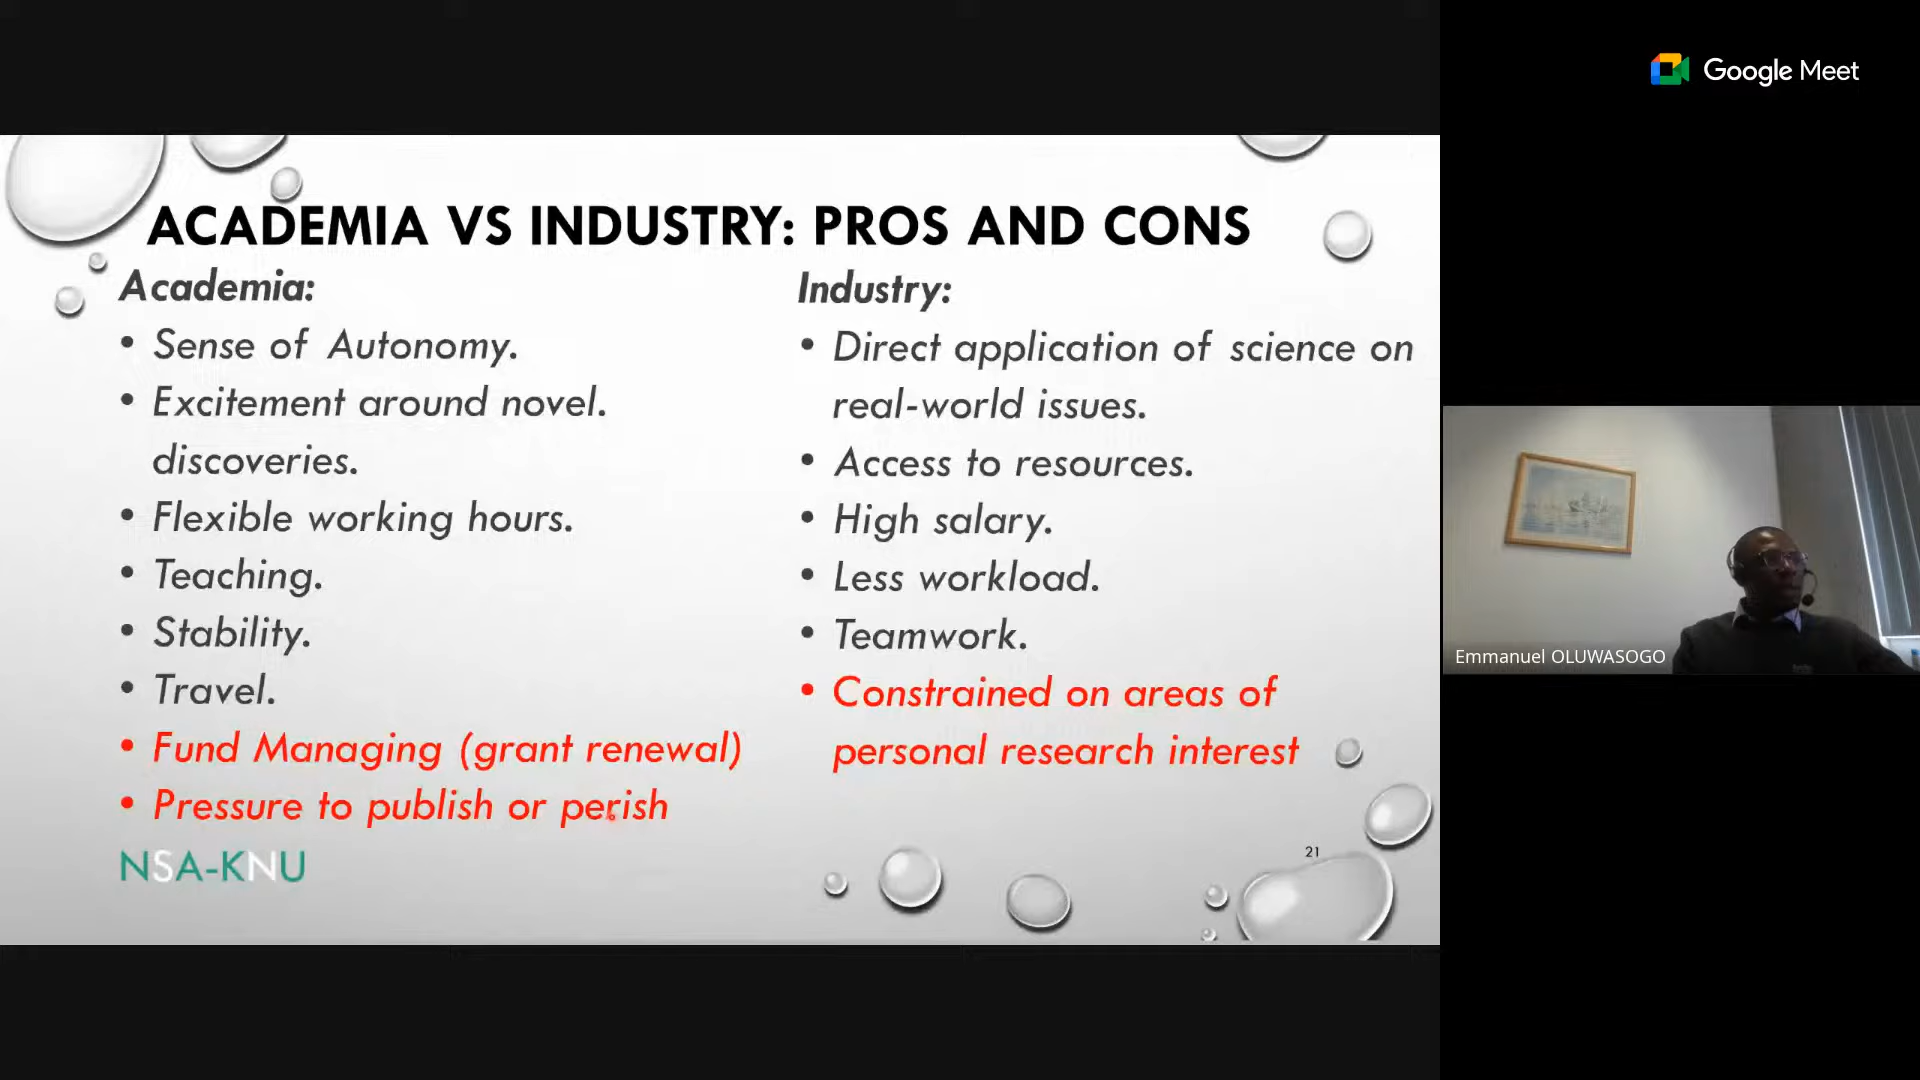 Google Meet
ACADEMIA VS INDUSTRY: PROS AND CONS
Academia:
• Sense of Autonomy.
• Excitement around novel.
discoveries.
• Flexible working hours.
• Teaching.
• Stability.
• Travel.
• Fund Managing (grant renewal)
• Pressure to publish or perish
NSA-KNU
Industry:
• Direct application of science on
real-world issues.
• Access to resources.
• High salary.
• Less workload.
• Teamwork.
• Constrained on areas of
personal research interest
21
Emmanuel OLUWASOGO